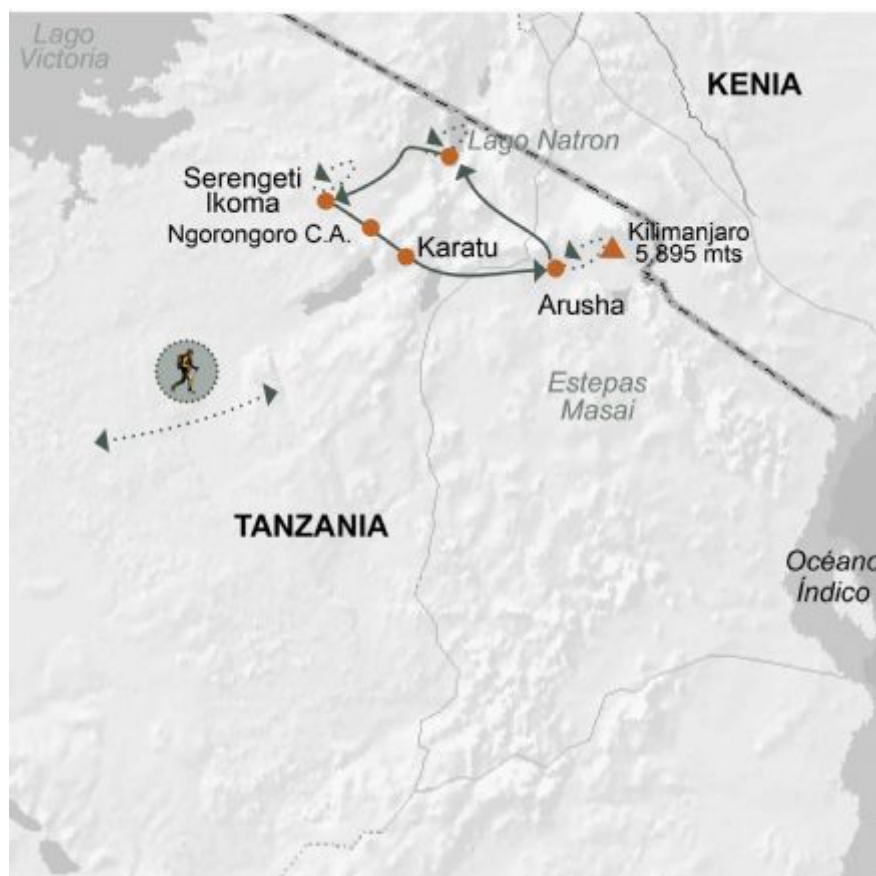 Lago
Victoria
KENIA
Lago Natron
Serengeti
Ikoma
Ngorongoro C.A.
Karatu
Kilimanjaro
5.895 mts
Arusha
Estepas
Masai
TANZANIA
Océano
Índico